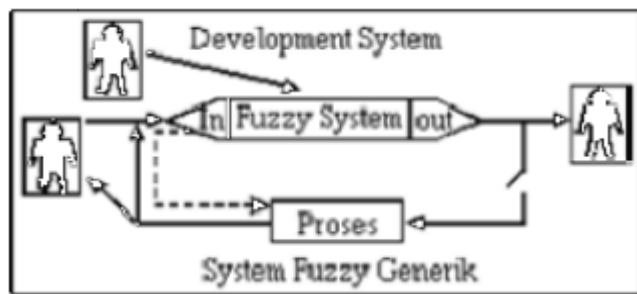 Development System
In Fuzzy System out
Proses
System Fuzzy Generik